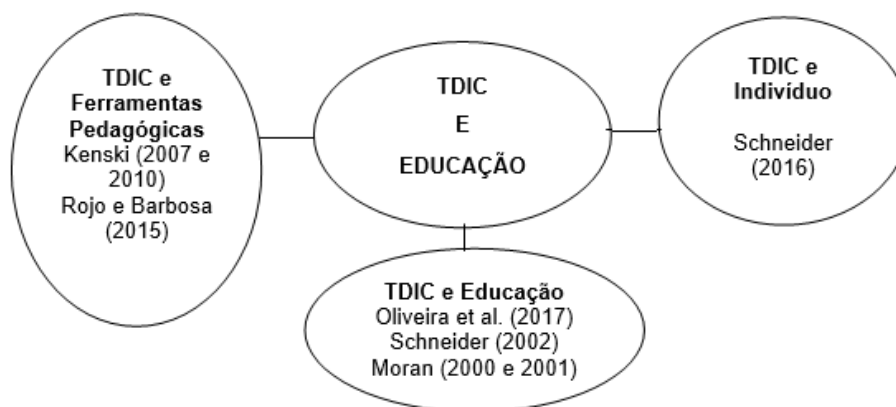 TDIC e
Ferramentas
Pedagógicas
Kenski (2007 e
2010)
Rojo e Barbosa
(2015)
TDIC
E
EDUCAÇÃO
TDIC e
Indivíduo
Schneider
(2016)
TDIC e Educação
Oliveira et al. (2017)
Schneider (2002)
Moran (2000 e 2001)